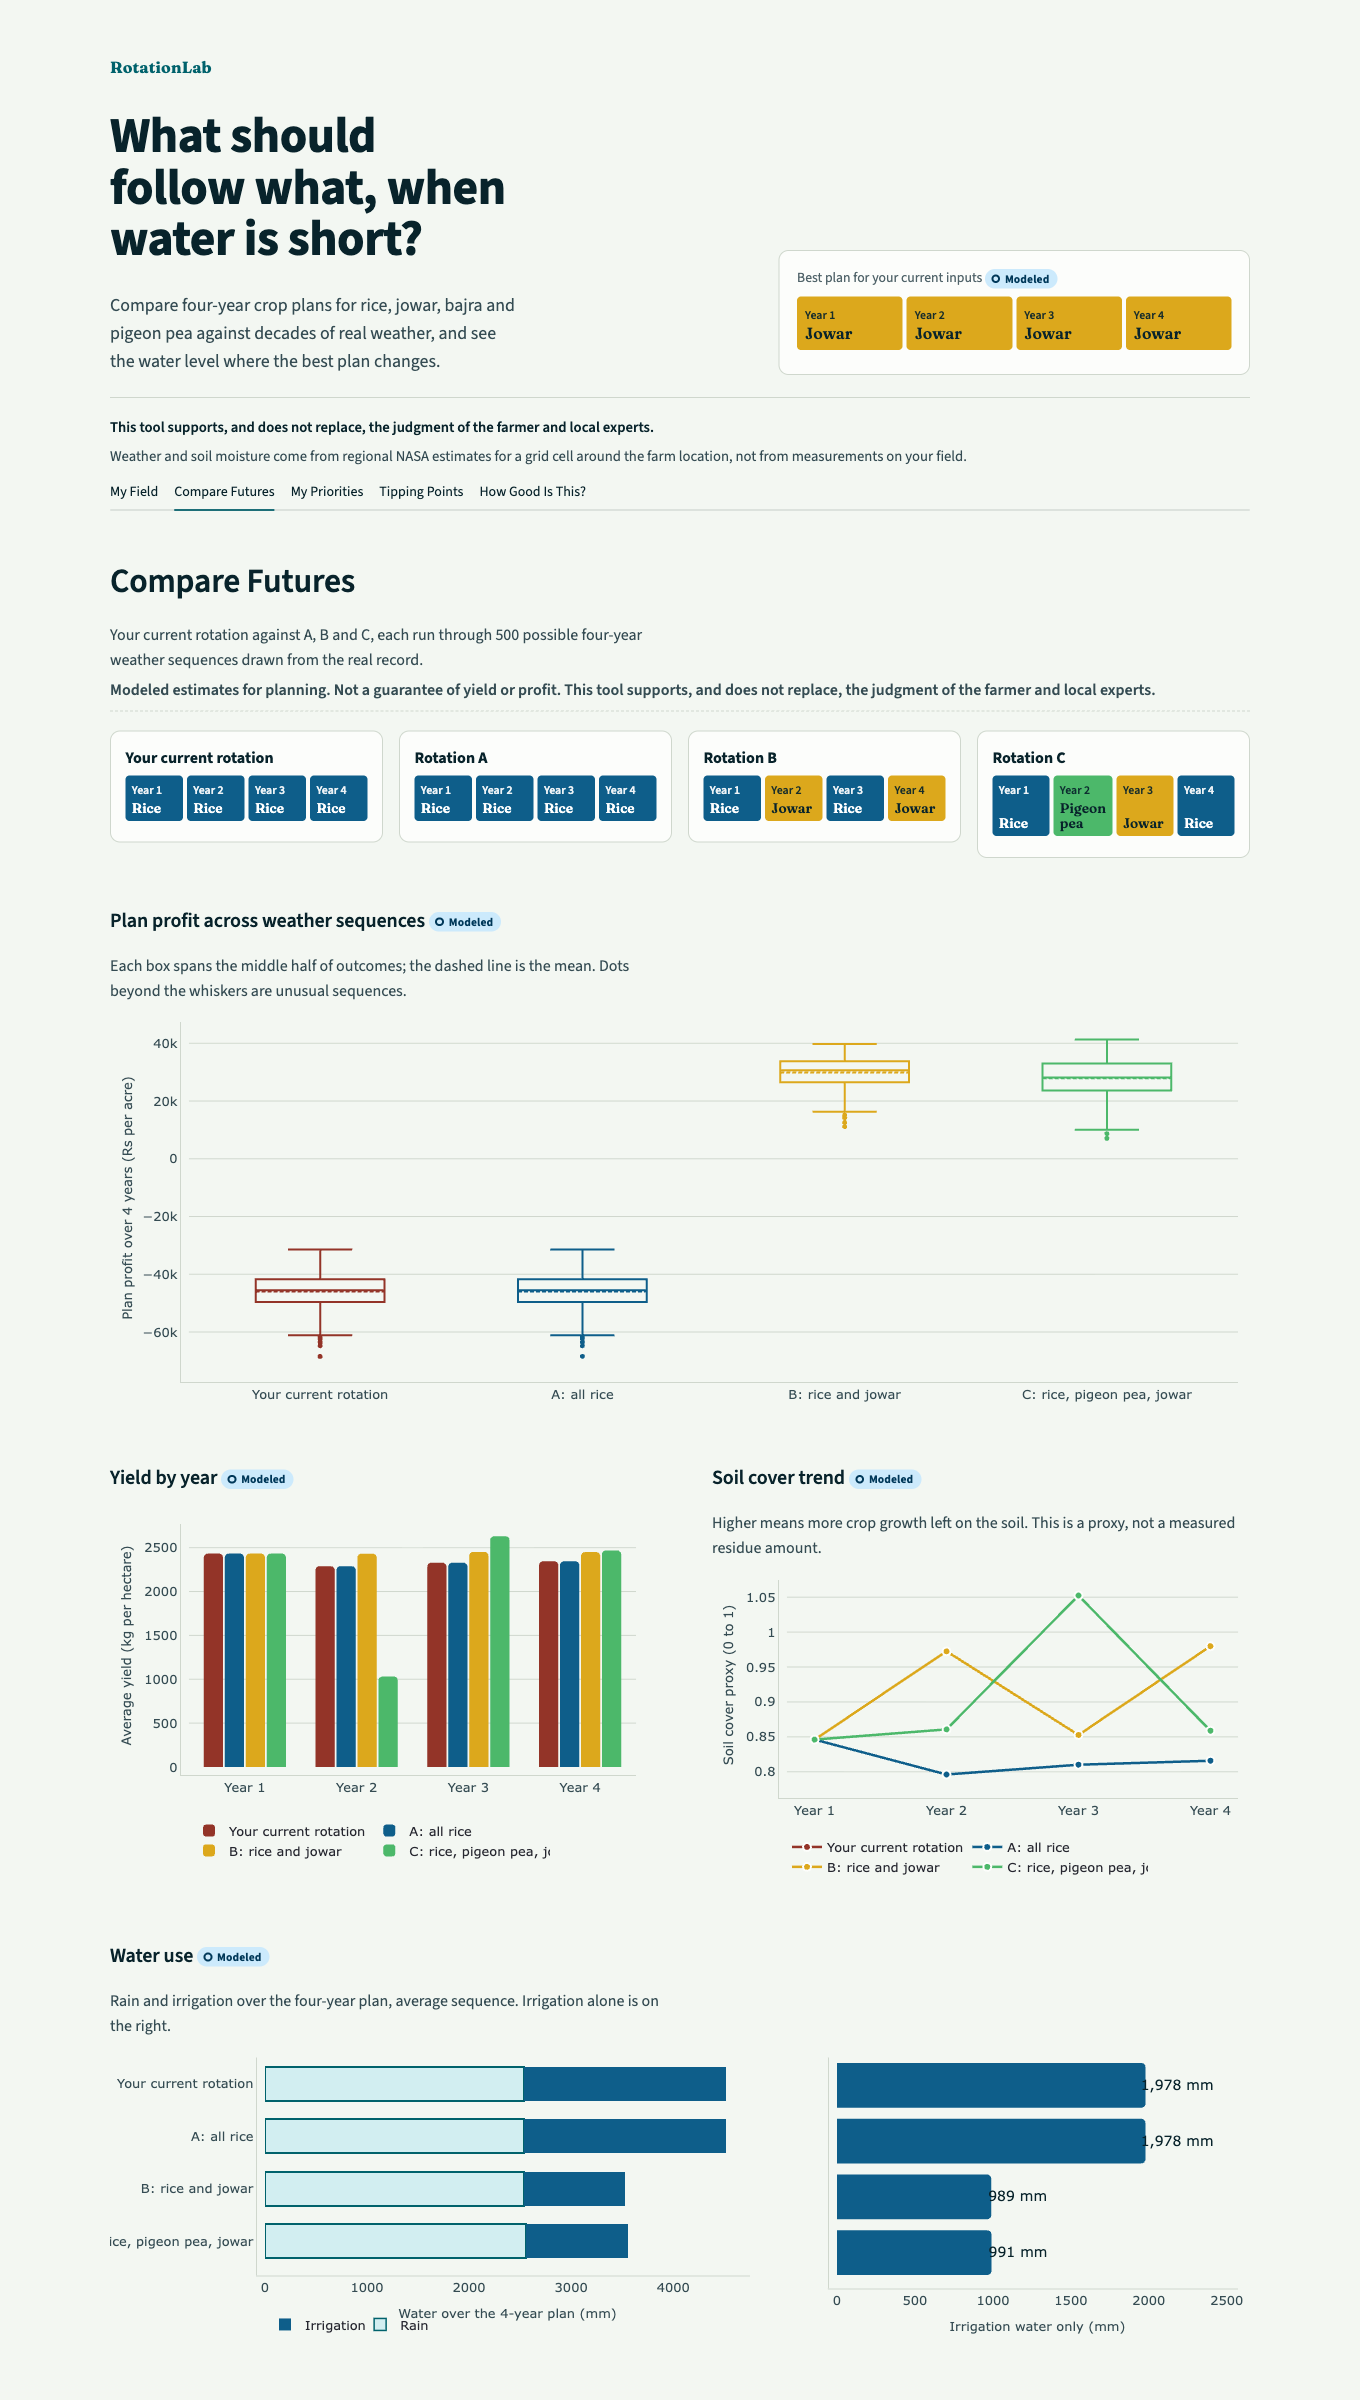 RotationLab
What should
follow what, when
water is short?
Compare four-year crop plans for rice, jowar, bajra and
pigeon pea against decades of real weather, and see
the water level where the best plan changes.
Best plan for your current inputs Modeled
Year 1 Year 2 Year 3 Year 4
Jowar Jowar Jowar Jowar
This tool supports, and does not replace, the judgment of the farmer and local experts.
Weather and soil moisture come from regional NASA estimates for a grid cell around the farm location, not from measurements on your field.
My Field Compare Futures My Priorities Tipping Points How Good Is This?
Compare Futures
Your current rotation against A, B and C, each run through 500 possible four-year
weather sequences drawn from the real record.
Modeled estimates for planning. Not a guarantee of yield or profit. This tool supports, and does not replace, the judgment of the farmer and local experts.
Your current rotation
Year 1 Year 2 Year 3 Year 4
Rice Rice Rice Rice
Rotation A
Year 1 Year 2 Year 3 Year 4
Rice Rice Rice Rice
Rotation B
Year 1 Year 2 Year 3 Year 4
Rice Jowar Rice Jowar
Rotation C
Year 1 Year 2 Year 3 Year 4
Rice Pigeon pea Jowar Rice
Plan profit across weather sequences Modeled
Each box spans the middle half of outcomes; the dashed line is the mean. Dots
beyond the whiskers are unusual sequences.
Plan profit over 4 years (Rs per acre)
40k
20k
0
−20k
−40k
−60k
Your current rotation A: all rice B: rice and jowar C: rice, pigeon pea, jowar
Yield by year Modeled
Average yield (kg per hectare)
2500
2000
1500
1000
500
0
Year 1 Year 2 Year 3 Year 4
Your current rotation A: all rice
B: rice and jowar C: rice, pigeon pea, j
Soil cover trend Modeled
Higher means more crop growth left on the soil. This is a proxy, not a measured
residue amount.
Soil cover proxy (0 to 1)
1.05
1
0.95
0.9
0.85
0.8
Year 1 Year 2 Year 3 Year 4
Your current rotation A: all rice
B: rice and jowar C: rice, pigeon pea, j
Water use Modeled
Rain and irrigation over the four-year plan, average sequence. Irrigation alone is on
the right.
Your current rotation
A: all rice
B: rice and jowar
ice, pigeon pea, jowar
0 1000 2000 3000 4000
Water over the 4-year plan (mm)
Irrigation Rain
1,978 mm
1,978 mm
989 mm
991 mm
0 500 1000 1500 2000 2500
Irrigation water only (mm)